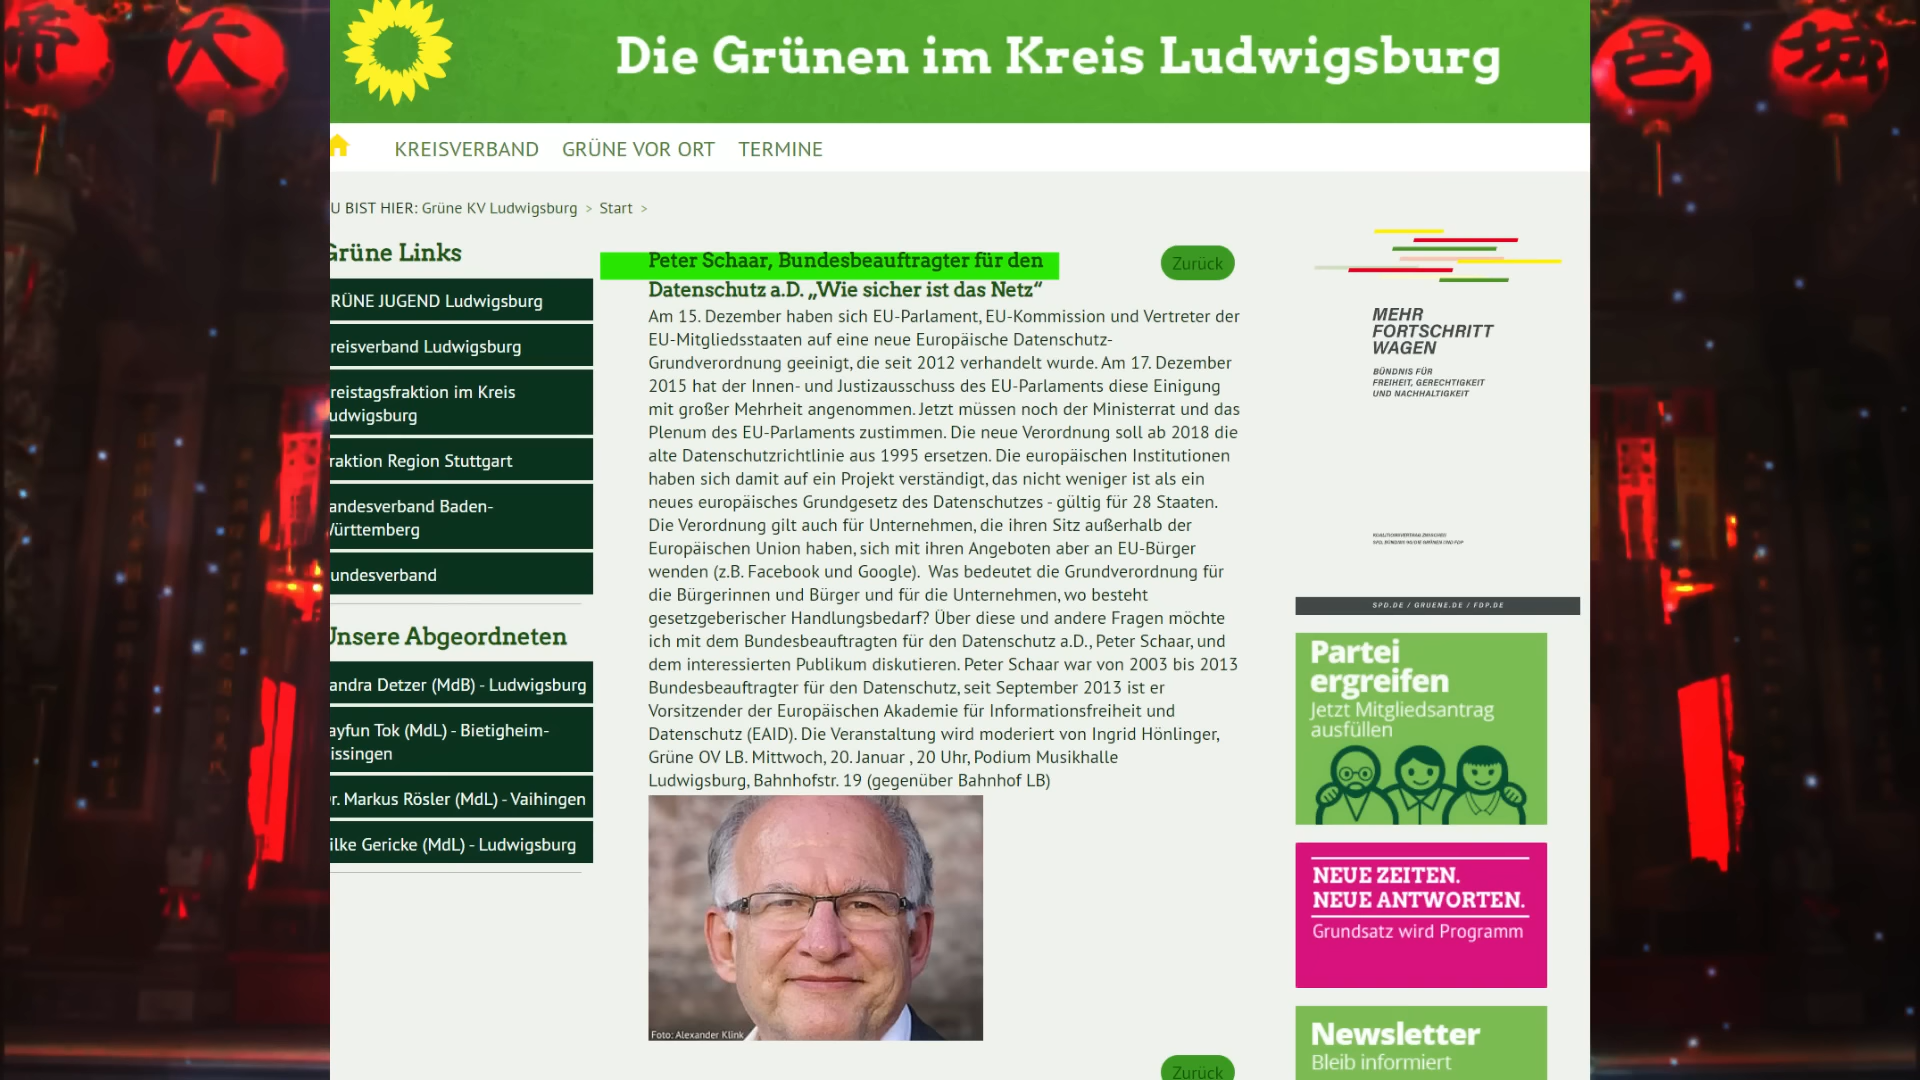 帝
大
邑
城
Die Grünen im Kreis Ludwigsburg
KREISVERBAND GRÜNE VOR ORT TERMINE
U BIST HIER: Grüne KV Ludwigsburg > Start >
Grüne Links
RÜNE JUGEND Ludwigsburg
reisverband Ludwigsburg
reistagsfraktion im Kreis
udwigsburg
raktion Region Stuttgart
andesverband Baden-
Württemberg
undesverband
Unsere Abgeordneten
andra Detzer (MdB) - Ludwigsburg
ayfun Tok (MdL) - Bietigheim-
issingen
r. Markus Rösler (MdL) - Vaihingen
ilke Gericke (MdL) - Ludwigsburg
Peter Schaar, Bundesbeauftragter für den
Datenschutz a.D. „Wie sicher ist das Netz“
Zurück
Am 15. Dezember haben sich EU-Parlament, EU-Kommission und Vertreter der
EU-Mitgliedsstaaten auf eine neue Europäische Datenschutz-
Grundverordnung geeinigt, die seit 2012 verhandelt wurde. Am 17. Dezember
2015 hat der Innen- und Justizausschuss des EU-Parlaments diese Einigung
mit großer Mehrheit angenommen. Jetzt müssen noch der Ministerrat und das
Plenum des EU-Parlaments zustimmen. Die neue Verordnung soll ab 2018 die
alte Datenschutzrichtlinie aus 1995 ersetzen. Die europäischen Institutionen
haben sich damit auf ein Projekt verständigt, das nicht weniger ist als ein
neues europäisches Grundgesetz des Datenschutzes - gültig für 28 Staaten.
Die Verordnung gilt auch für Unternehmen, die ihren Sitz außerhalb der
Europäischen Union haben, sich mit ihren Angeboten aber an EU-Bürger
wenden (z.B. Facebook und Google). Was bedeutet die Grundverordnung für
die Bürgerinnen und Bürger und für die Unternehmen, wo besteht
gesetzgeberischer Handlungsbedarf? Über diese und andere Fragen möchte
ich mit dem Bundesbeauftragten für den Datenschutz a.D., Peter Schaar, und
dem interessierten Publikum diskutieren. Peter Schaar war von 2003 bis 2013
Bundesbeauftragter für den Datenschutz, seit September 2013 ist er
Vorsitzender der Europäischen Akademie für Informationsfreiheit und
Datenschutz (EAID). Die Veranstaltung wird moderiert von Ingrid Hönlinger,
Grüne OV LB. Mittwoch, 20. Januar , 20 Uhr, Podium Musikhalle
Ludwigsburg, Bahnhofstr. 19 (gegenüber Bahnhof LB)
Foto: Alexander Klink
Zurück
MEHR
FORTSCHRITT
WAGEN
BÜNDNIS FÜR
FREIHEIT, GERECHTIGKEIT
UND NACHHALTIGKEIT
KOALITIONSVERTRAG ZWISCHEN
SPD, BÜNDNIS 90/DIE GRÜNEN UND FDP
SPD.DE / GRUENE.DE / FDP.DE
Partei
ergreifen
Jetzt Mitgliedsantrag
ausfüllen
NEUE ZEITEN.
NEUE ANTWORTEN.
Grundsatz wird Programm
Newsletter
Bleib informiert